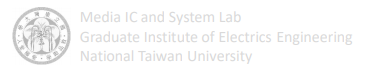 Media IC and System Lab
Graduate Institute of Electrics Engineering
National Taiwan University